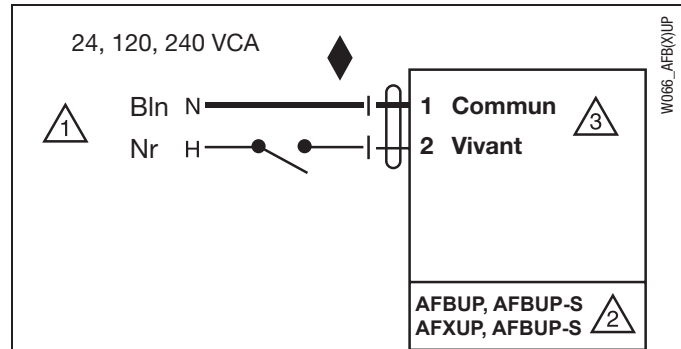 24, 120, 240 VCA
W066_AFB(X)UP
Bln N 1 Commun
1 3
Nr H 2 Vivant
AFBUP, AFBUP-S
AFXUP, AFBUP-S
2